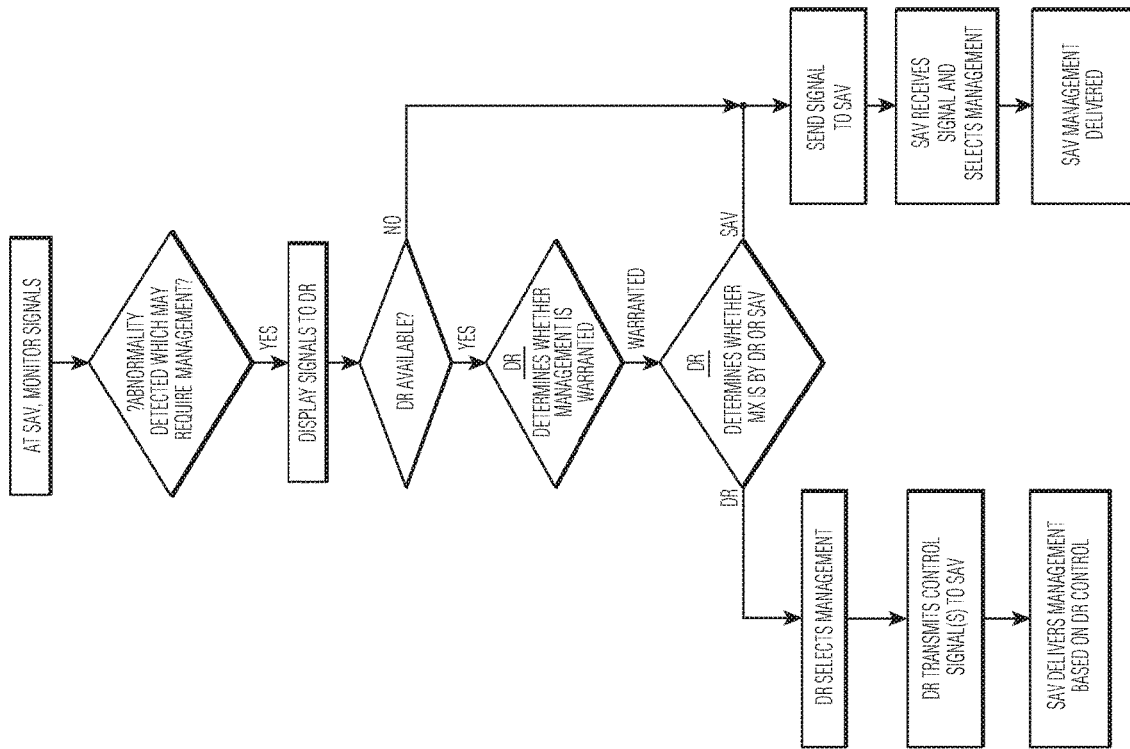 AT SAV, MONITOR SIGNALS
?ABNORMALITY
DETECTED WHICH MAY
REQUIRE MANAGEMENT?
YES
DISPLAY SIGNALS TO DR
DR AVAILABLE?
NO
YES
DR
DETERMINES WHETHER
MANAGEMENT IS
WARRANTED
WARRANTED
DR
DETERMINES WHETHER
MX IS BY DR OR SAV
DR
SAV
DR SELECTS MANAGEMENT
DR TRANSMITS CONTROL
SIGNAL(S) TO SAV
SAV DELIVERS MANAGEMENT
BASED ON DR CONTROL
SEND SIGNAL
TO SAV
SAV RECEIVES
SIGNAL AND
SELECTS MANAGEMENT
SAV MANAGEMENT
DELIVERED